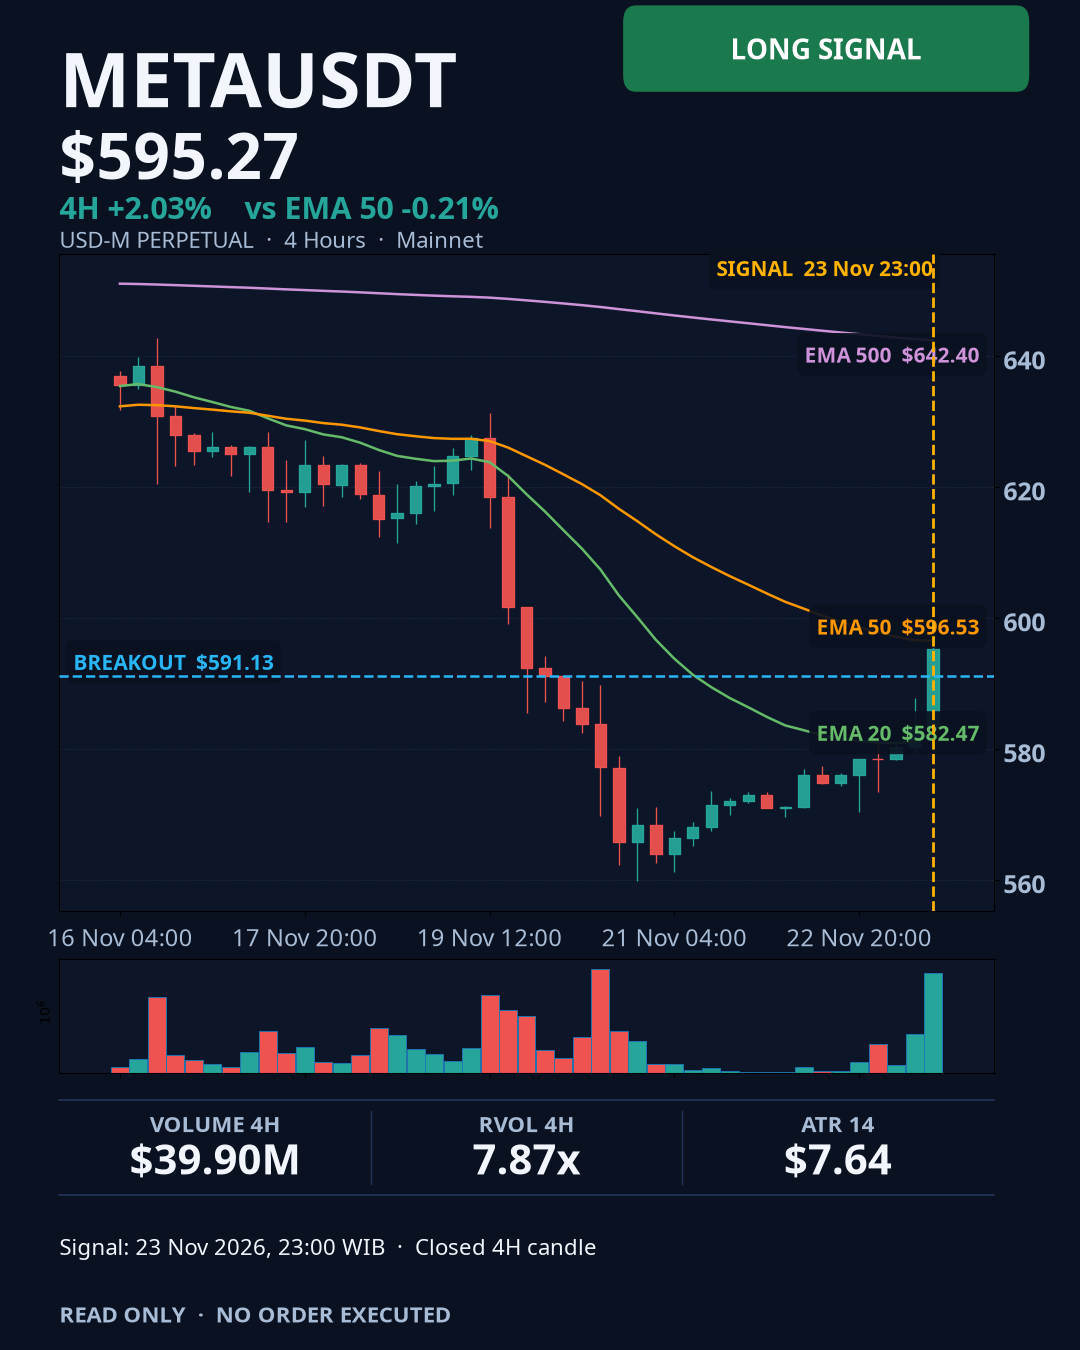 LONG SIGNAL
METAUSDT
$595.27
4H +2.03% vs EMA 50 -0.21%
USD-M PERPETUAL · 4 Hours · Mainnet
SIGNAL 23 Nov 23:00
EMA 500 $642.40
640
620
600
EMA 50 $596.53
BREAKOUT $591.13
EMA 20 $582.47
580
560
16 Nov 04:00 17 Nov 20:00 19 Nov 12:00 21 Nov 04:00 22 Nov 20:00
10⁶
VOLUME 4H RVOL 4H ATR 14
$39.90M 7.87x $7.64
Signal: 23 Nov 2026, 23:00 WIB · Closed 4H candle
READ ONLY · NO ORDER EXECUTED